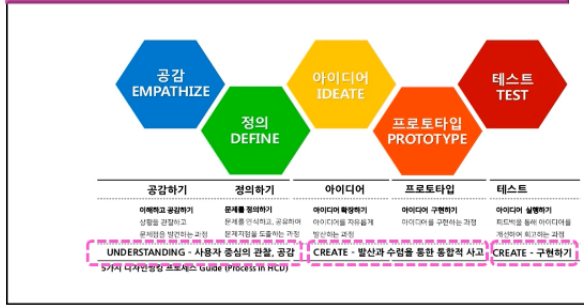 공감
EMPATHIZE
정의
DEFINE
아이디어
IDEATE
프로토타입
PROTOTYPE
테스트
TEST
공감하기 정의하기 아이디어 프로토타입 테스트
이해하고 공감하기 문제를 정의하기 아이디어 확장하기 아이디어 구현하기 아이디어 실행하기
상황을 관찰하고 문제를 인식하고, 공유하여 아이디어를 자유롭게 아이디어를 구현하는 과정 피드백을 통해 아이디어를
문제점을 발견하는 과정 문제지점을 도출하는 과정 발산하는 과정 개선하여 회고하는 과정
UNDERSTANDING - 사용자 중심의 관찰, 공감 CREATE - 발산과 수렴을 통한 통합적 사고 CREATE - 구현하기
5가지 디자인씽킹 프로세스 Guide (Process in HCD)